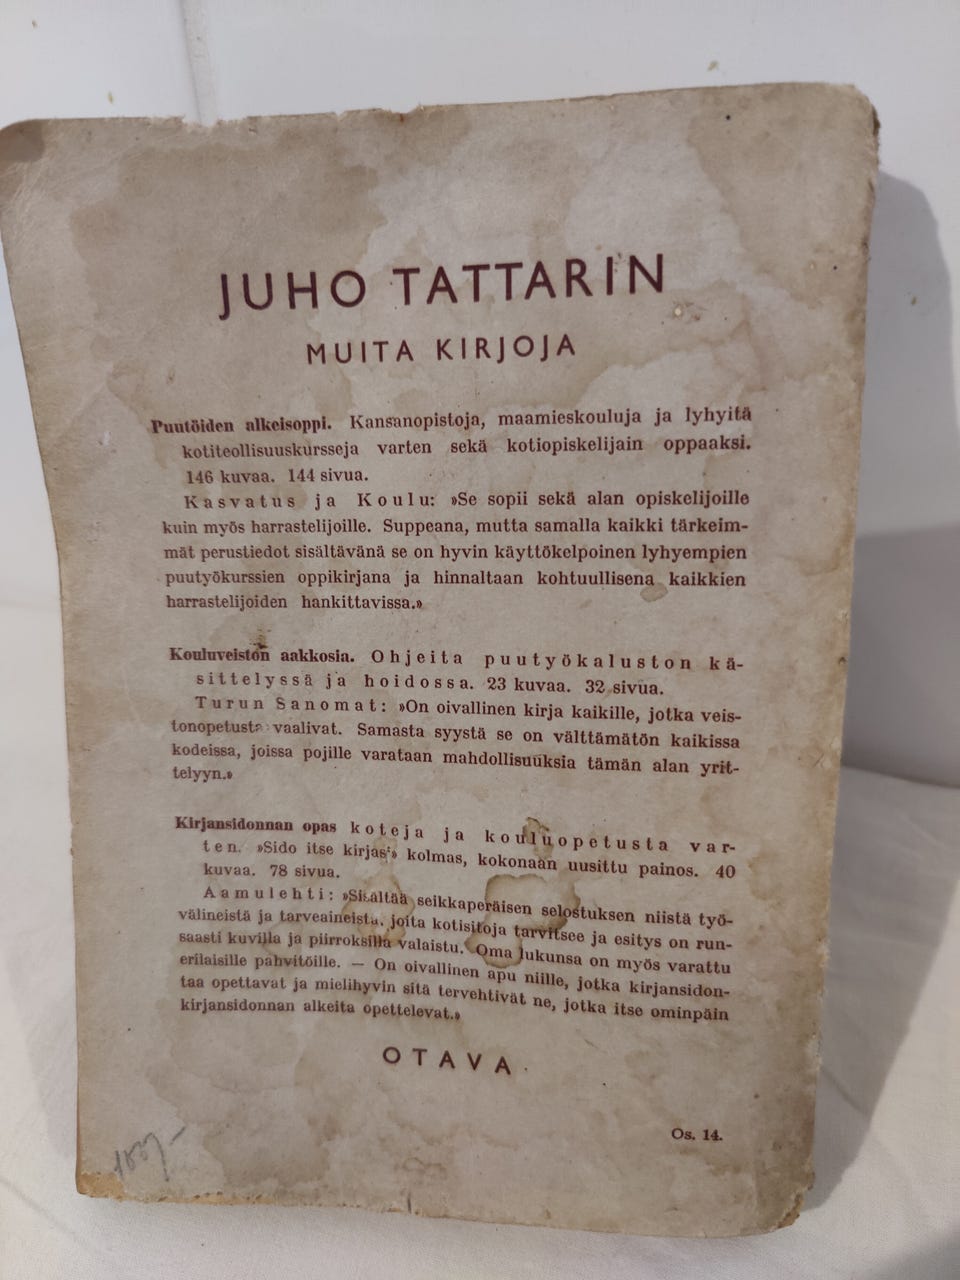 JUHO TATTARIN
MUITA KIRJOJA
Puutöiden alkeisoppi. Kansanopistoja, maamieskouluja ja lyhyitä
kotiteollisuuskursseja varten sekä kotiopiskelijain oppaaksi.
146 kuvaa. 144 sivua.
Kasvatus ja Koulu: »Se sopii sekä alan opiskelijoille
kuin myös harrastelijoille. Suppeana, mutta samalla kaikki tärkeim-
mät perustiedot sisältävänä se on hyvin käyttökelpoinen lyhyempien
puutyökurssien oppikirjana ja hinnaltaan kohtuullisena kaikkien
harrastelijoiden hankittavissa.»
Kouluveiston aakkosia. Ohjeita puutyökaluston kä-
sittelyssä ja hoidossa. 23 kuvaa. 32 sivua.
Turun Sanomat: »On oivallinen kirja kaikille, jotka veis-
tonopetusta vaalivat. Samasta syystä se on välttämätön kaikissa
kodeissa, joissa pojille varataan mahdollisuuksia tämän alan yrit-
telyyn.»
Kirjansidonnan opas koteja ja kouluopetusta var-
ten. »Sido itse kirjasi» kolmas, kokonaan uusittu painos. 40
kuvaa. 78 sivua.
Aamulehti: »Sisältää seikkaperäisen selostuksen niistä työ-
välineistä ja tarveaineista, joita kotisitoja tarvitsee ja esitys on run-
saasti kuvilla ja piirroksilla valaistu. Oma lukunsa on myös varattu
erilaisille pahvitöille. — On oivallinen apu niille, jotka kirjansidon-
taa opettavat ja mielihyvin sitä tervehtivät ne, jotka itse ominpäin
kirjansidonnan alkeita opettelevat.»
OTAVA
Os. 14.